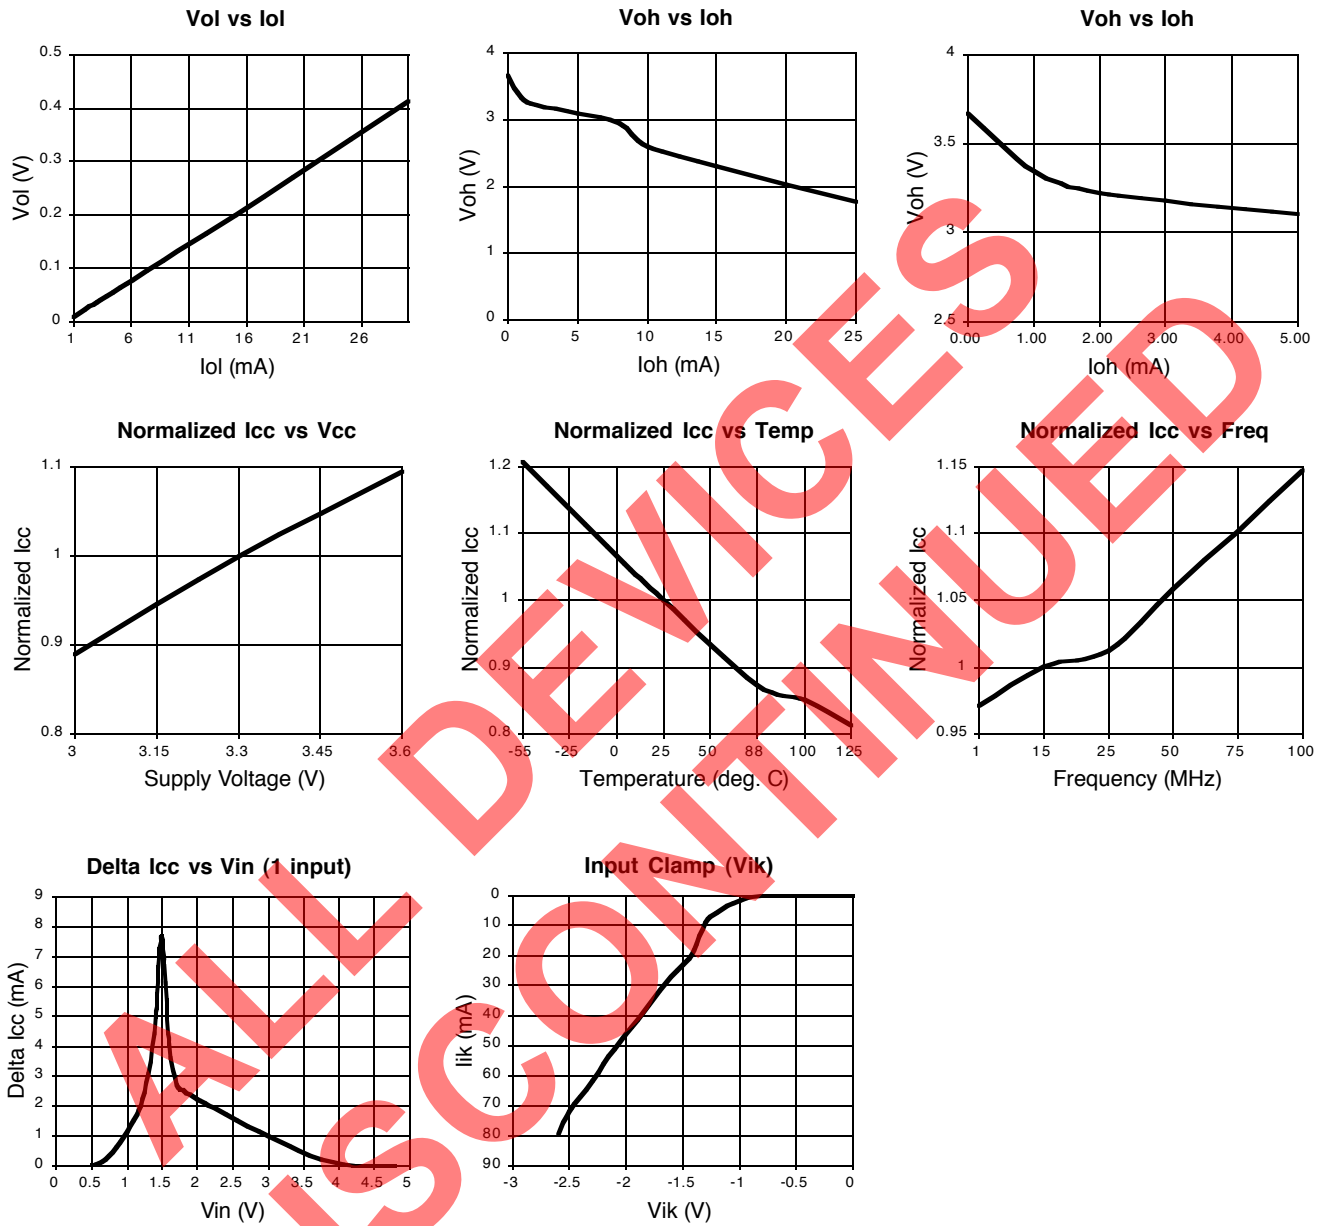 Vol vs Iol
0.5
0.4
0.3
0.2
0.1
0
1 6 11 16 21 26
Vol (V)
Iol (mA)
Voh vs Ioh
4
3
2
1
0
0 5 10 15 20 25
Voh (V)
Ioh (mA)
Voh vs Ioh
4
3.5
3
2.5
0.00 1.00 2.00 3.00 4.00 5.00
Voh (V)
Ioh (mA)
Normalized Icc vs Vcc
1.1
1
0.9
0.8
3 3.15 3.3 3.45 3.6
Normalized Icc
Supply Voltage (V)
Normalized Icc vs Temp
1.2
1.1
1
0.9
0.8
-55 -25 0 25 50 88 100 125
Normalized Icc
Temperature (deg. C)
Normalized Icc vs Freq
1.15
1.1
1.05
1
0.95
1 15 25 50 75 100
Normalized Icc
Frequency (MHz)
Delta Icc vs Vin (1 input)
9
8
7
6
5
4
3
2
1
0
0 0.5 1 1.5 2 2.5 3 3.5 4 4.5 5
Delta Icc (mA)
Vin (V)
Input Clamp (Vik)
0
10
20
30
40
50
60
70
80
90
-3 -2.5 -2 -1.5 -1 -0.5 0
Iik (mA)
Vik (V)
ALL DEVICES
ISCONTINUED